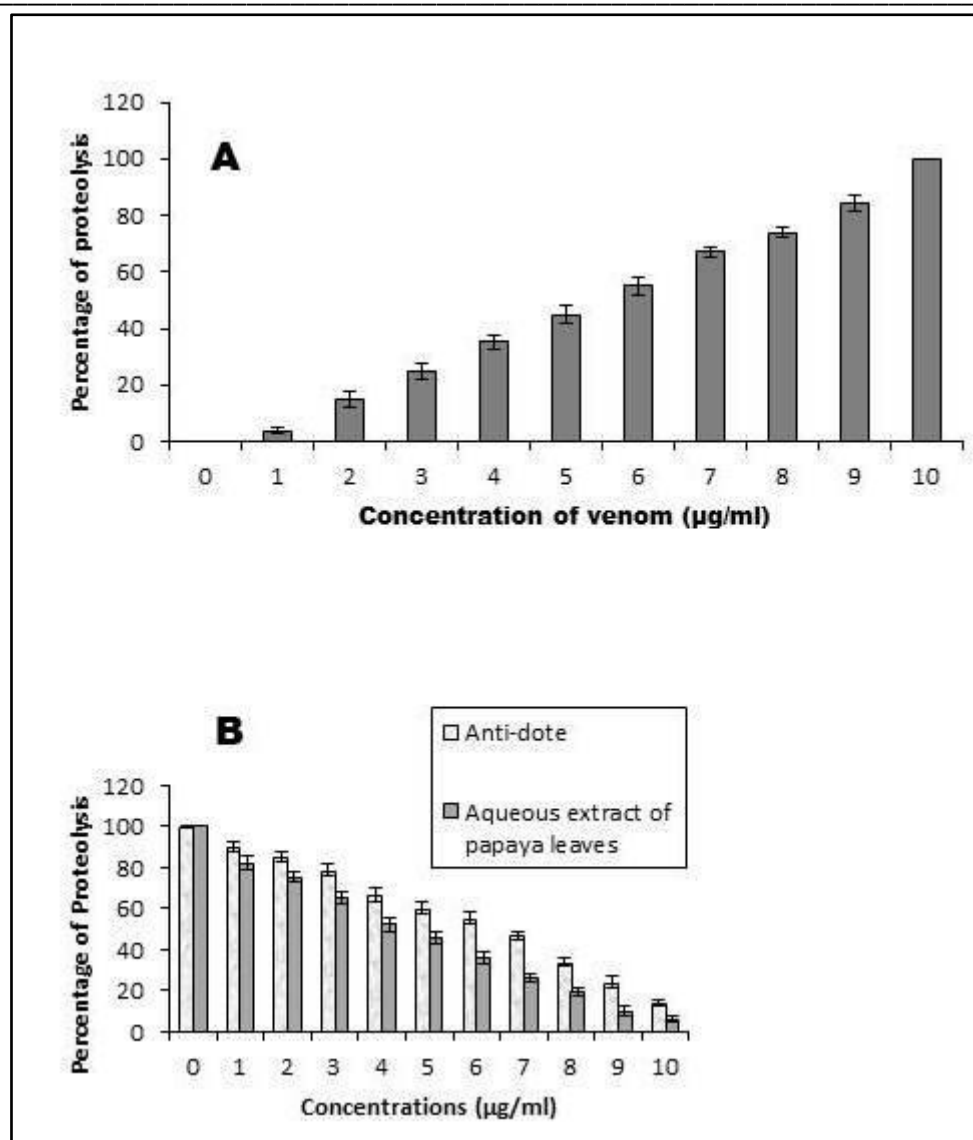 120
100
80
60
40
20
0
Percentage of proteolysis
A
0 1 2 3 4 5 6 7 8 9 10
Concentration of venom (µg/ml)
B
Anti-dote
Aqueous extract of
papaya leaves
120
100
80
60
40
20
0
Percentage of Proteolysis
0 1 2 3 4 5 6 7 8 9 10
Concentrations (µg/ml)